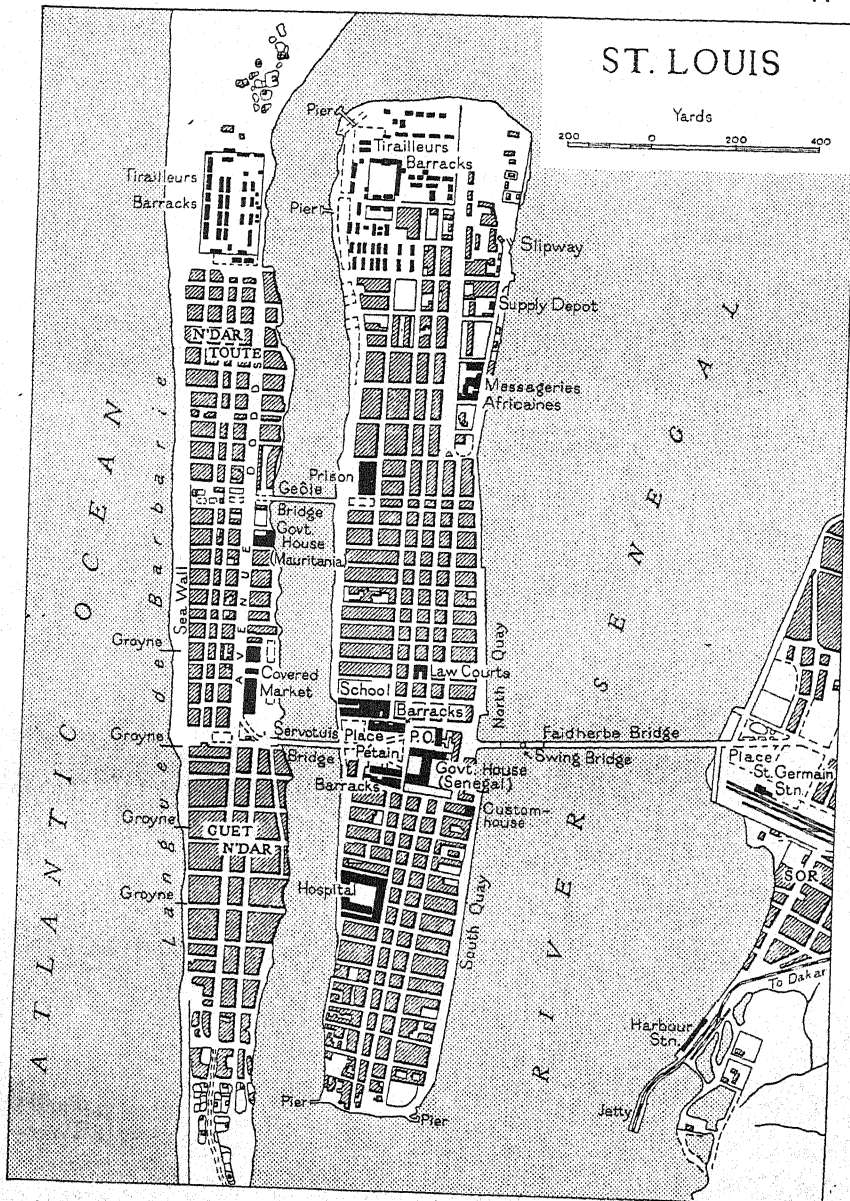 ST. LOUIS
Yards
200 0 200 400
Pier
Tirailleurs
Barracks
Tirailleurs
Barracks
Pier
Slipway
Supply Depot
N'DAR
TOUTE
Messageries
Africaines
Prison
Geôle
Bridge
Govt.
House
(Mauritania)
AVENUE DODDS
Sea Wall
Langue de Barbarie
ATLANTIC OCEAN
RIVER SENEGAL
Groyne
Covered
Market
Law Courts
School
Barracks
North Quay
Groyne
Servotuis
Bridge
Place
Petain
P.O.
Faidherbe Bridge
Swing Bridge
Place
St. Germain
Stn.
Barracks
Govt. House
(Senegal)
Custom-
house
Groyne
GUET
N'DAR
Groyne
Hospital
South Quay
SOR
To Dakar
Harbour
Stn.
Jetty
Pier
Pier